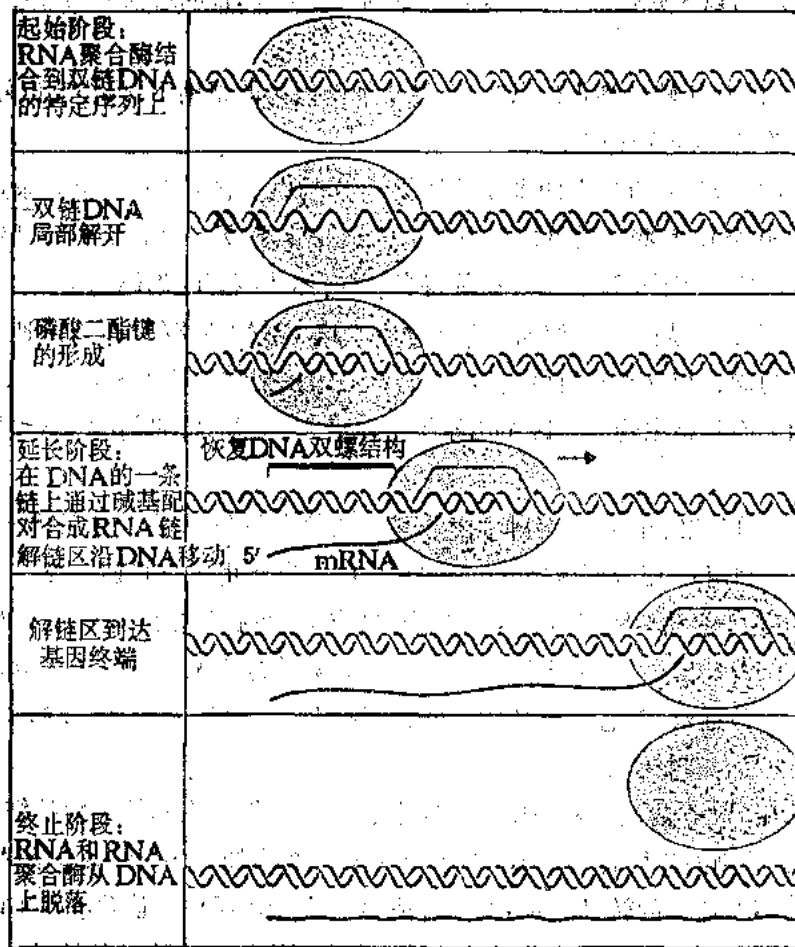 起始阶段：
RNA聚合酶结
合到双链DNA
的特定序列上
双链DNA
局部解开
磷酸二酯键
的形成
延长阶段：
在DNA的一条
链上通过碱基配
对合成RNA链
解链区沿DNA移动
恢复DNA双螺结构
5′
mRNA
解链区到达
基因终端
终止阶段：
RNA和RNA
聚合酶从DNA
上脱落